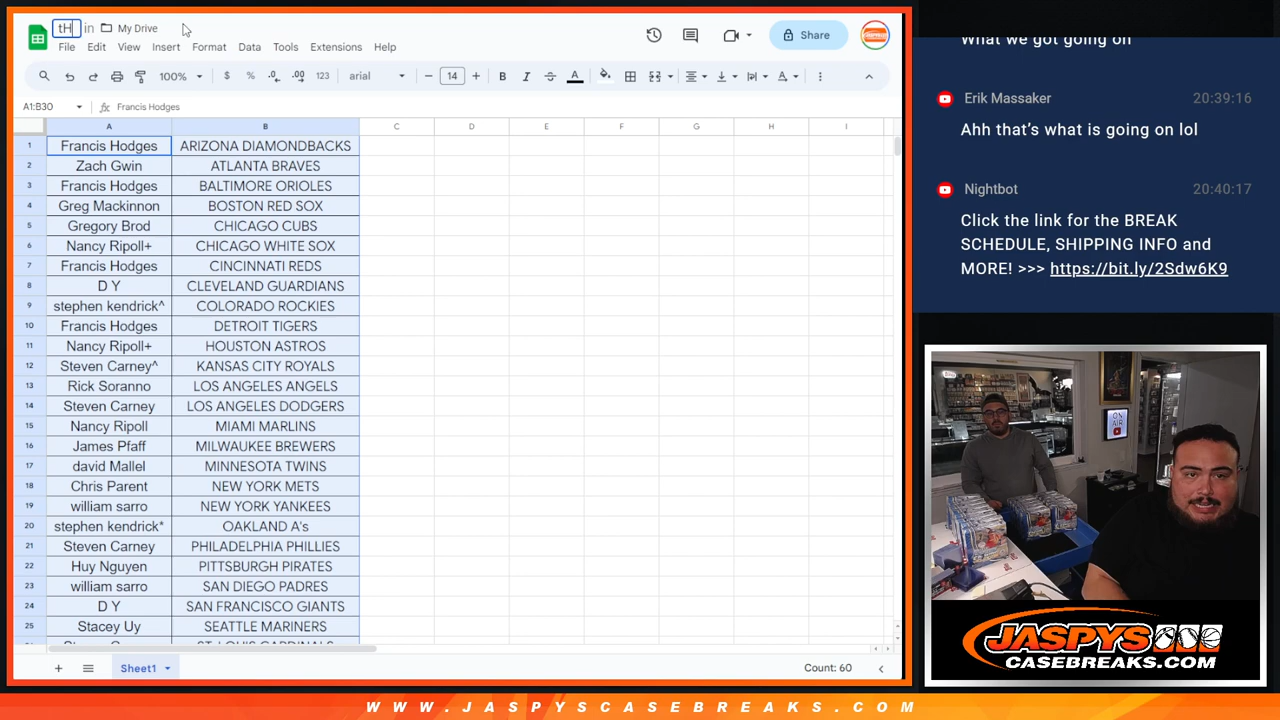 tH in My Drive
File Edit View Insert Format Data Tools Extensions Help
Share
100% $ % .0 .00 123 arial 14 B I S A
A1:B30 fx Francis Hodges
A B C D E F G H I
1 Francis Hodges ARIZONA DIAMONDBACKS
2 Zach Gwin ATLANTA BRAVES
3 Francis Hodges BALTIMORE ORIOLES
4 Greg Mackinnon BOSTON RED SOX
5 Gregory Brod CHICAGO CUBS
6 Nancy Ripoll+ CHICAGO WHITE SOX
7 Francis Hodges CINCINNATI REDS
8 D Y CLEVELAND GUARDIANS
9 stephen kendrick^ COLORADO ROCKIES
10 Francis Hodges DETROIT TIGERS
11 Nancy Ripoll+ HOUSTON ASTROS
12 Steven Carney^ KANSAS CITY ROYALS
13 Rick Soranno LOS ANGELES ANGELS
14 Steven Carney LOS ANGELES DODGERS
15 Nancy Ripoll MIAMI MARLINS
16 James Pfaff MILWAUKEE BREWERS
17 david Mallel MINNESOTA TWINS
18 Chris Parent NEW YORK METS
19 william sarro NEW YORK YANKEES
20 stephen kendrick* OAKLAND A's
21 Steven Carney PHILADELPHIA PHILLIES
22 Huy Nguyen PITTSBURGH PIRATES
23 william sarro SAN DIEGO PADRES
24 D Y SAN FRANCISCO GIANTS
25 Stacey Uy SEATTLE MARINERS
Sheet1 Count: 60
What we got going on
Erik Massaker 20:39:16
Ahh that's what is going on lol
Nightbot 20:40:17
Click the link for the BREAK
SCHEDULE, SHIPPING INFO and
MORE! >>> https://bit.ly/2Sdw6K9
ON
AIR
JASPYS
CASEBREAKS.COM
WWW.JASPYSCASEBREAKS.COM